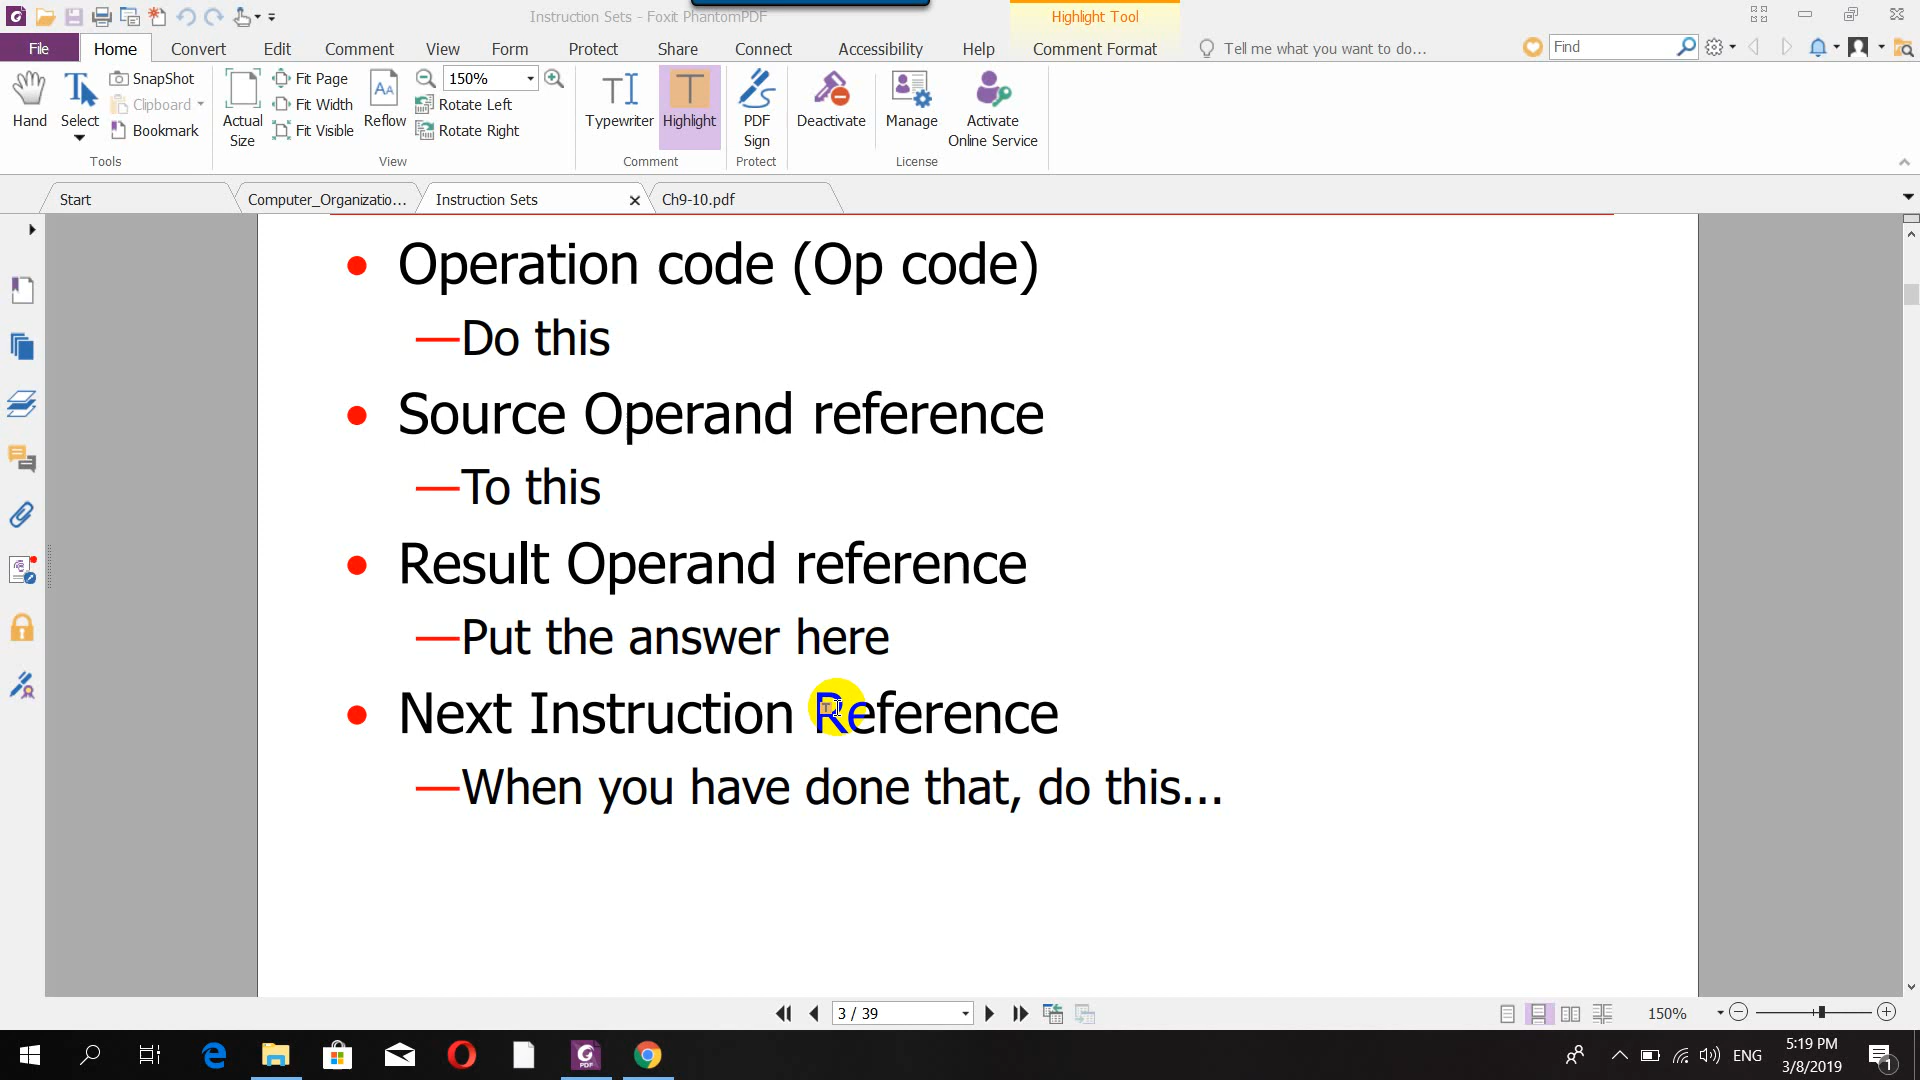 Instruction Sets - Foxit PhantomPDF
Highlight Tool
File Home Convert Edit Comment View Form Protect Share Connect Accessibility Help Comment Format Tell me what you want to do... Find
Hand
Select
SnapShot
Clipboard
Bookmark
Tools
Actual Size
Fit Page
Fit Width
Fit Visible
Reflow
150%
Rotate Left
Rotate Right
View
Typewriter
Highlight
Comment
PDF Sign
Protect
Deactivate
Manage
Activate Online Service
License
Start
Computer_Organizatio...
Instruction Sets
Ch9-10.pdf
• Operation code (Op code)
—Do this
• Source Operand reference
—To this
• Result Operand reference
—Put the answer here
• Next Instruction Reference
—When you have done that, do this...
3 / 39
150%
ENG
5:19 PM
3/8/2019
1